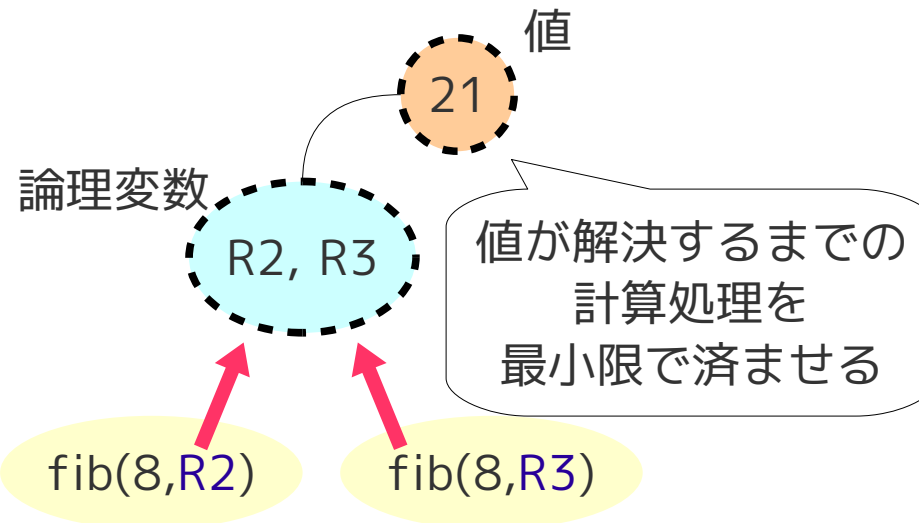 値
21
論理変数
R2, R3
値が解決するまでの
計算処理を
最小限で済ませる
fib(8,R2)
fib(8,R3)